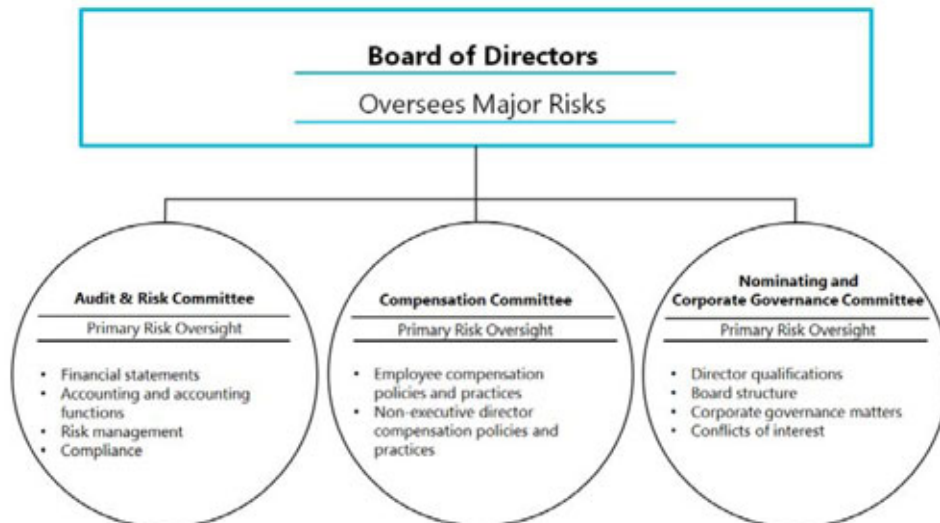 Board of Directors
Oversees Major Risks
Audit & Risk Committee
Primary Risk Oversight
• Financial statements
• Accounting and accounting
functions
• Risk management
• Compliance
Compensation Committee
Primary Risk Oversight
• Employee compensation
policies and practices
• Non-executive director
compensation policies and
practices
Nominating and
Corporate Governance Committee
Primary Risk Oversight
• Director qualifications
• Board structure
• Corporate governance matters
• Conflicts of interest